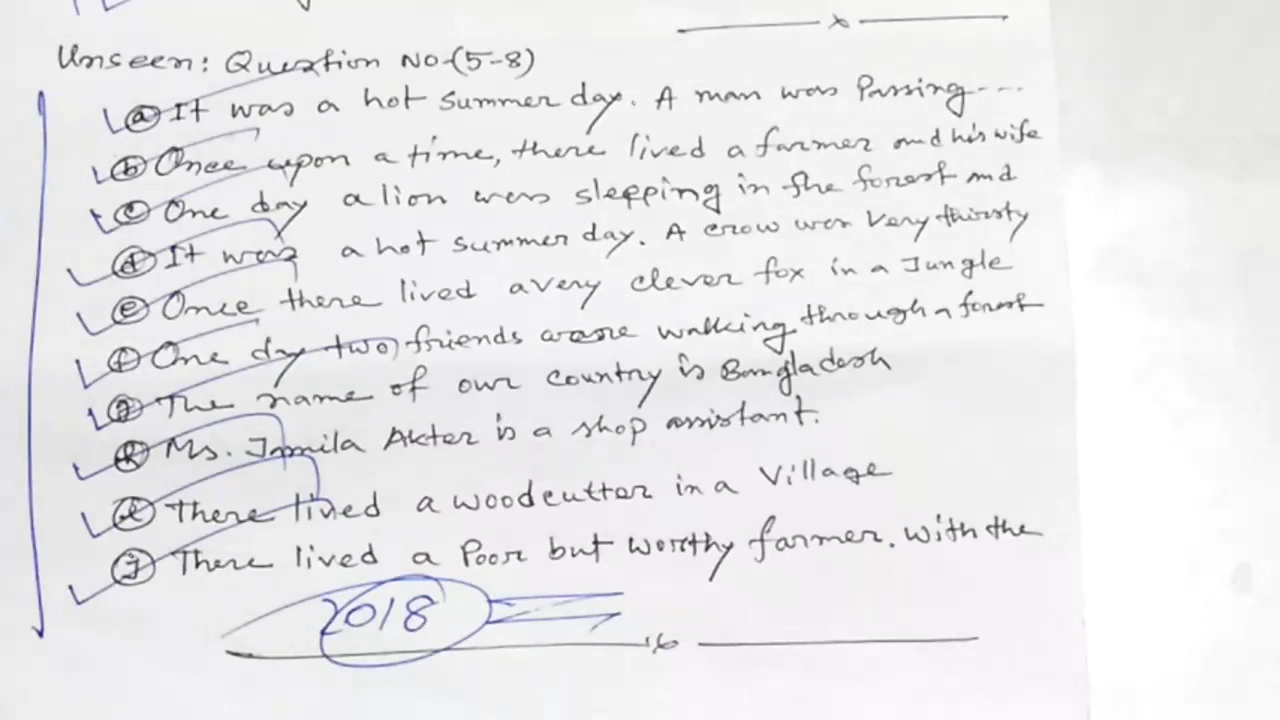 Unseen: Question No-(5-8)
ⓐ It was a hot summer day. A man was Passing...
ⓑ Once upon a time, there lived a farmer and his wife
ⓒ One day a lion was sleeping in the forest and
ⓓ It was a hot summer day. A crow was very thirsty
ⓔ Once there lived a very clever fox in a Jungle
ⓕ One day two friends were walking through a forest
ⓖ The name of our country is Bangladesh
ⓗ Ms. Jamila Akter is a shop assistant.
ⓘ There lived a woodcutter in a Village
ⓙ There lived a Poor but worthy farmer. with the
2018